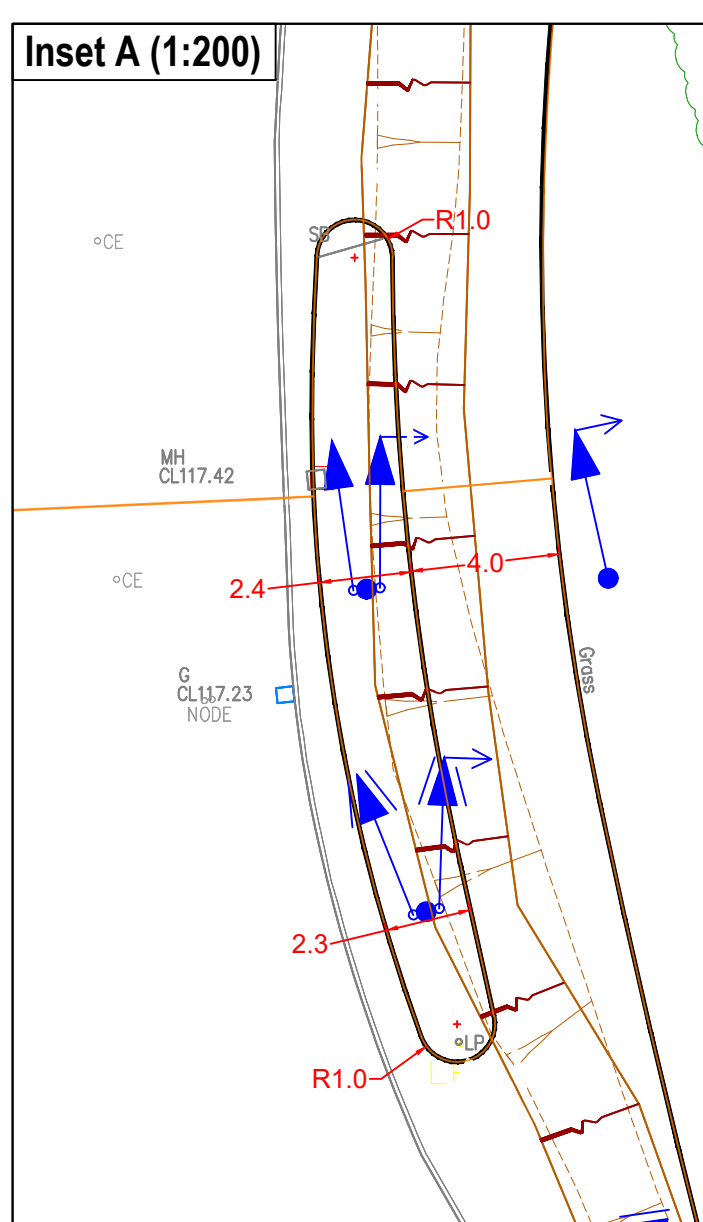 Inset A (1:200)
R1.0
SB
CE
MH
CL117.42
4.0
CE
2.4
Grass
G
CL117.23
NODE
2.3
LP
R1.0